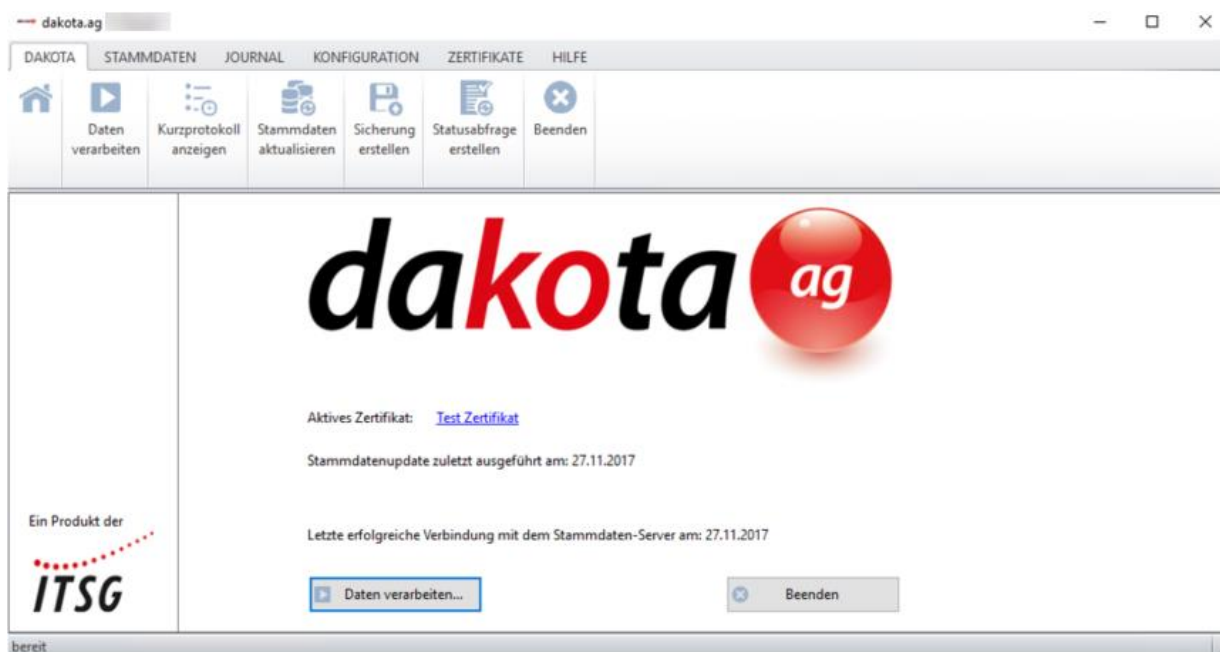 dakota.ag
DAKOTA STAMMDATEN JOURNAL KONFIGURATION ZERTIFIKATE HILFE
Daten verarbeiten
Kurzprotokoll anzeigen
Stammdaten aktualisieren
Sicherung erstellen
Statusabfrage erstellen
Beenden
dakota ag
Aktives Zertifikat: Test Zertifikat
Stammdatenupdate zuletzt ausgeführt am: 27.11.2017
Ein Produkt der
ITSG
Letzte erfolgreiche Verbindung mit dem Stammdaten-Server am: 27.11.2017
Daten verarbeiten... Beenden
bereit